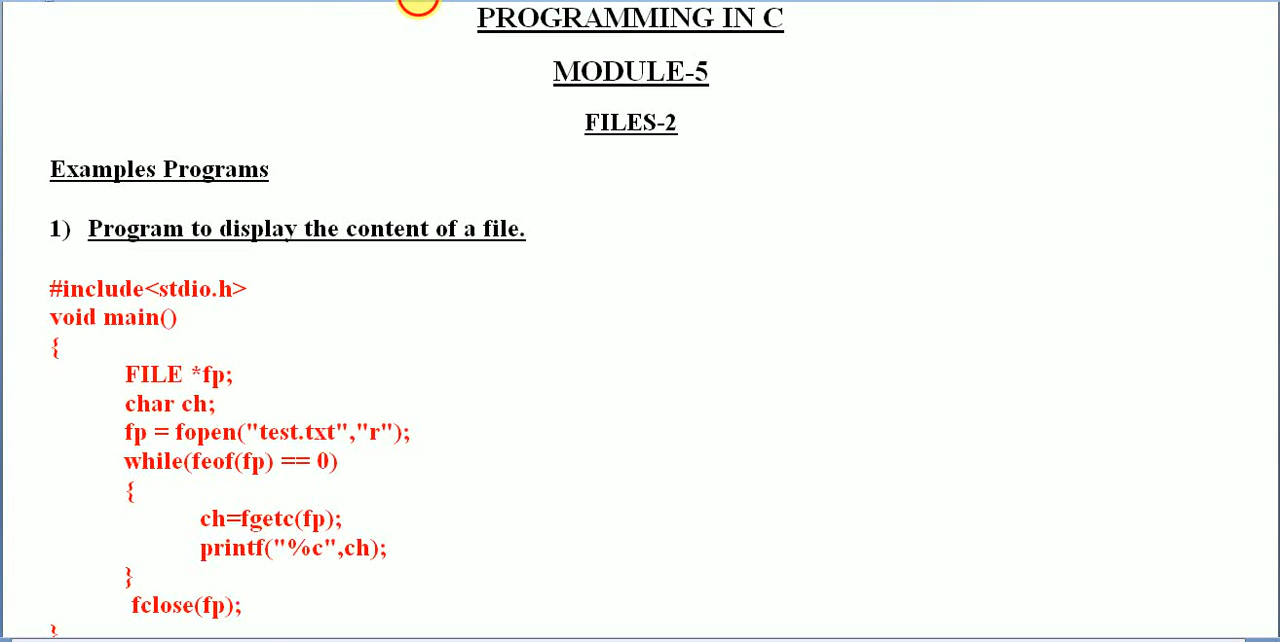 PROGRAMMING IN C
MODULE-5
FILES-2
Examples Programs
1) Program to display the content of a file.
#include<stdio.h>
void main()
{
FILE *fp;
char ch;
fp = fopen("test.txt","r");
while(feof(fp) == 0)
{
ch=fgetc(fp);
printf("%c",ch);
}
fclose(fp);
}